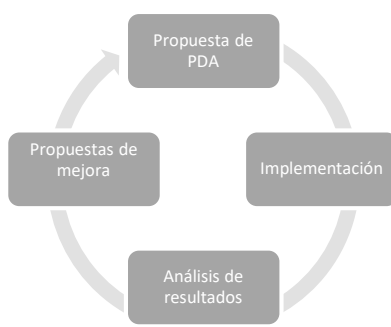 Propuesta de
PDA
Implementación
Análisis de
resultados
Propuestas de
mejora